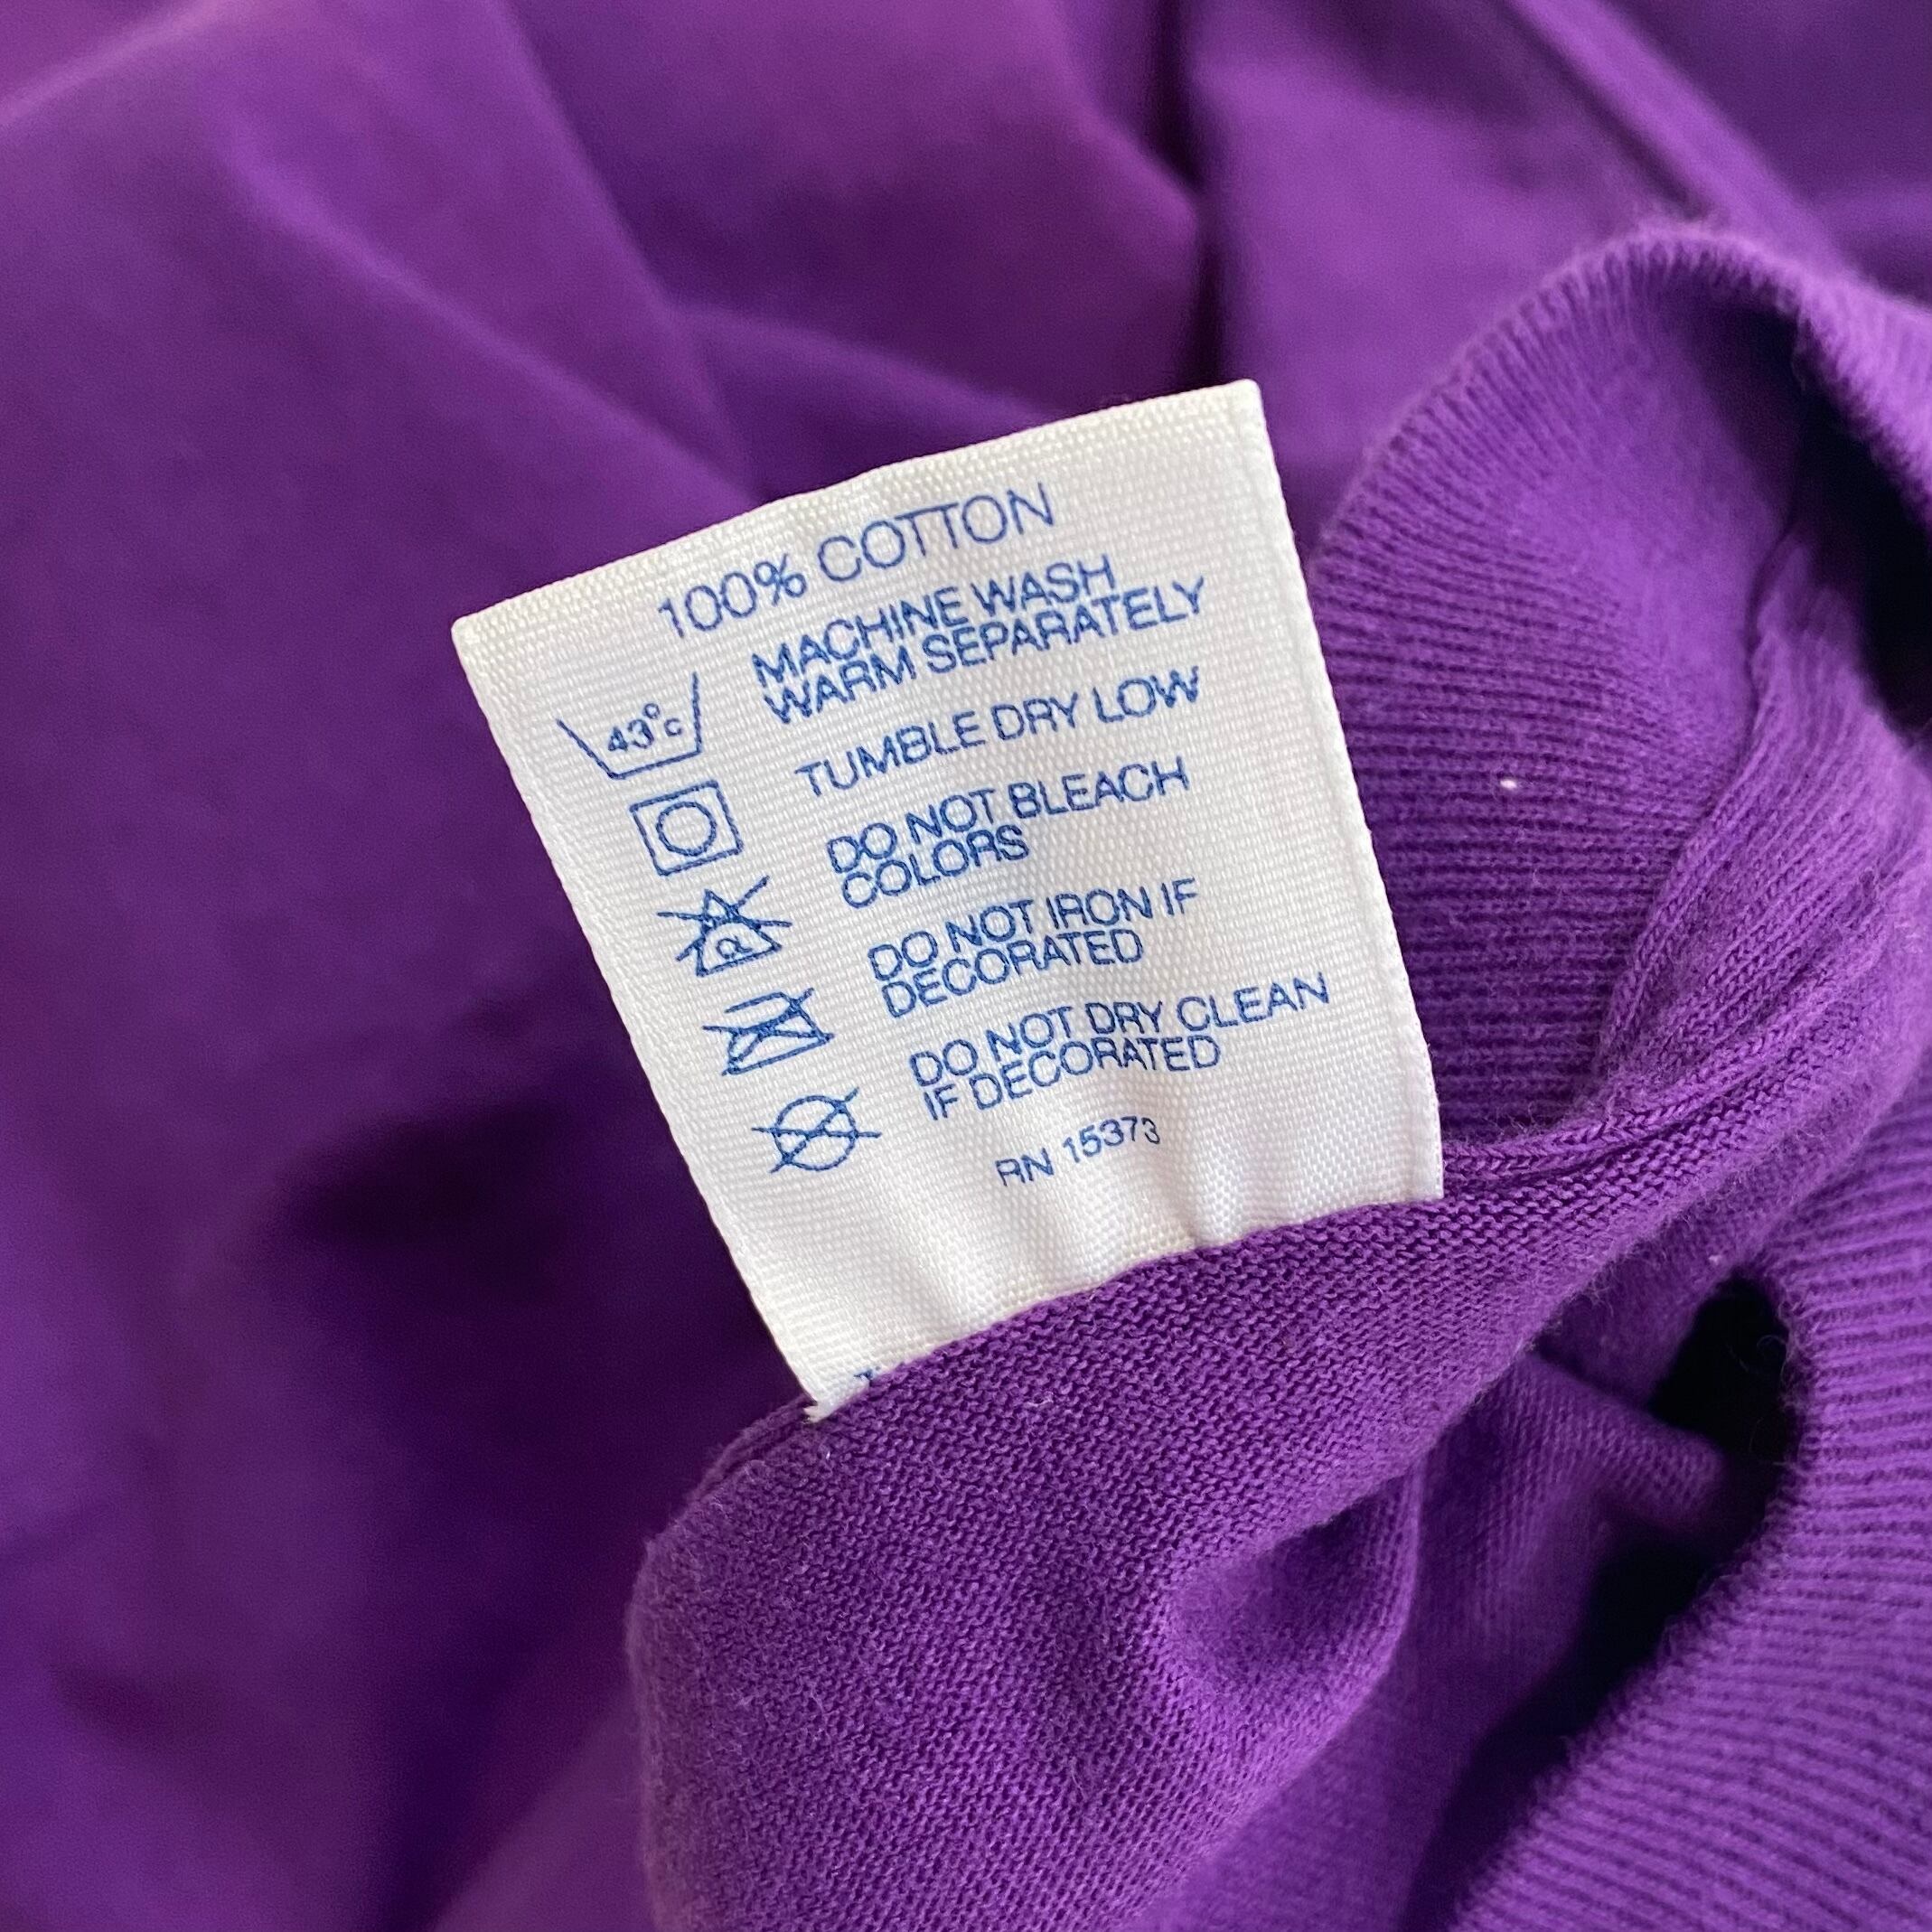 100% COTTON
MACHINE WASH
WARM SEPARATELY
43°C
TUMBLE DRY LOW
DO NOT BLEACH
COLORS
CL
DO NOT IRON IF
DECORATED
DO NOT DRY CLEAN
IF DECORATED
RN 15373